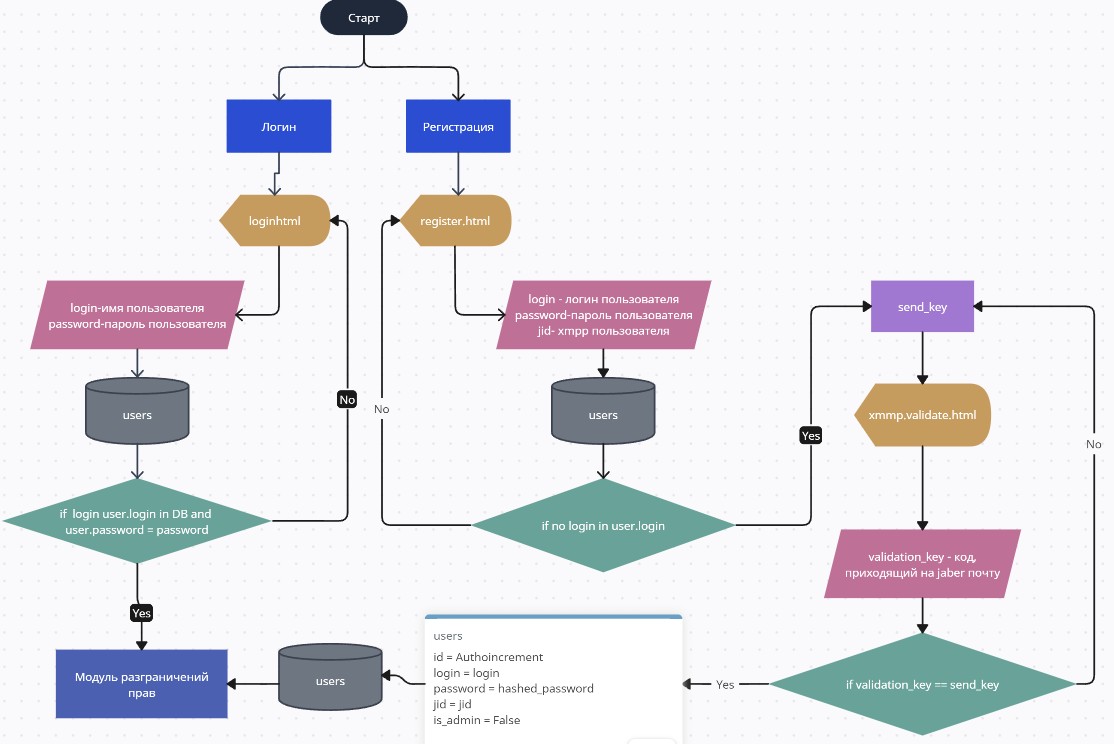 Старт
Логин
Регистрация
loginhtml
register.html
login-имя пользователя
password-пароль пользователя
login - логин пользователя
password-пароль пользователя
jid- xmpp пользователя
send_key
users
users
xmmp.validate.html
No
No
Yes
No
if login user.login in DB and
user.password = password
if no login in user.login
validation_key - код,
приходящий на jaber почту
Yes
Модуль разграничений
прав
users
users
id = Authoincrement
login = login
password = hashed_password
jid = jid
is_admin = False
Yes
if validation_key == send_key